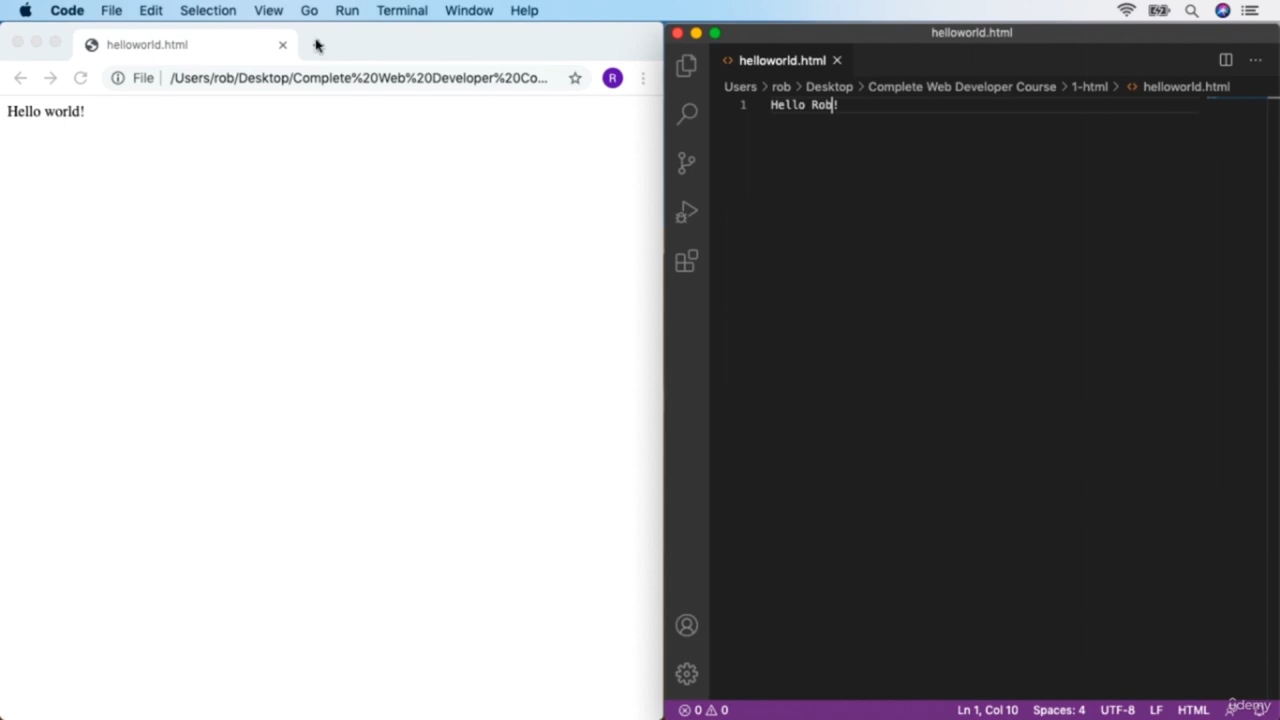 Code File Edit Selection View Go Run Terminal Window Help
helloworld.html
File /Users/rob/Desktop/Complete%20Web%20Developer%20Co... R
Hello world!
helloworld.html
helloworld.html
Users > rob > Desktop > Complete Web Developer Course > 1-html > helloworld.html
1 Hello Rob!
0 0 Ln 1, Col 10 Spaces: 4 UTF-8 LF HTML
Udemy